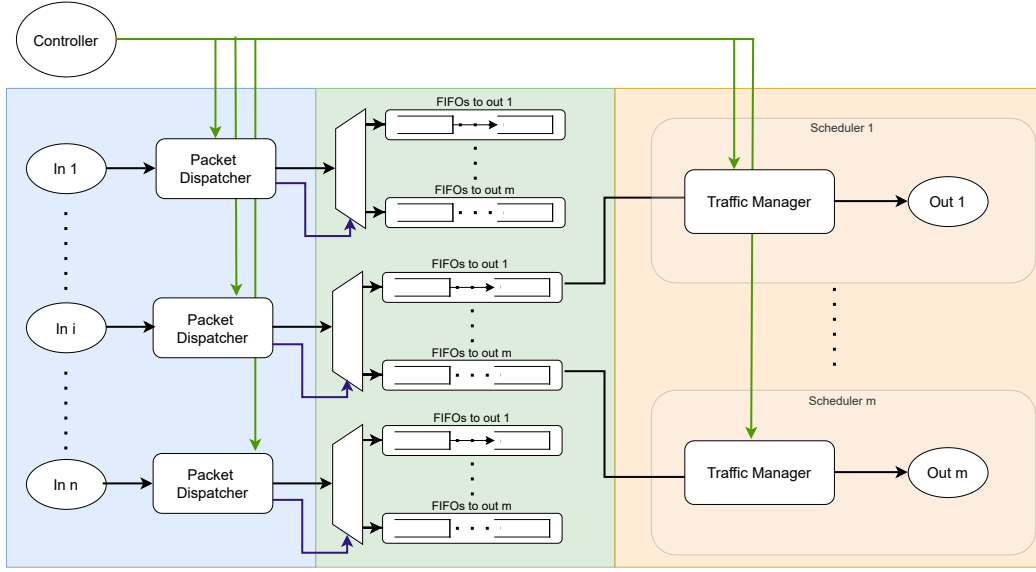 Controller
FIFOs to out 1
Scheduler 1
In 1
Packet
Dispatcher
FIFOs to out m
Traffic Manager
Out 1
FIFOs to out 1
In i
Packet
Dispatcher
FIFOs to out m
Scheduler m
FIFOs to out 1
In n
Packet
Dispatcher
Traffic Manager
Out m
FIFOs to out m